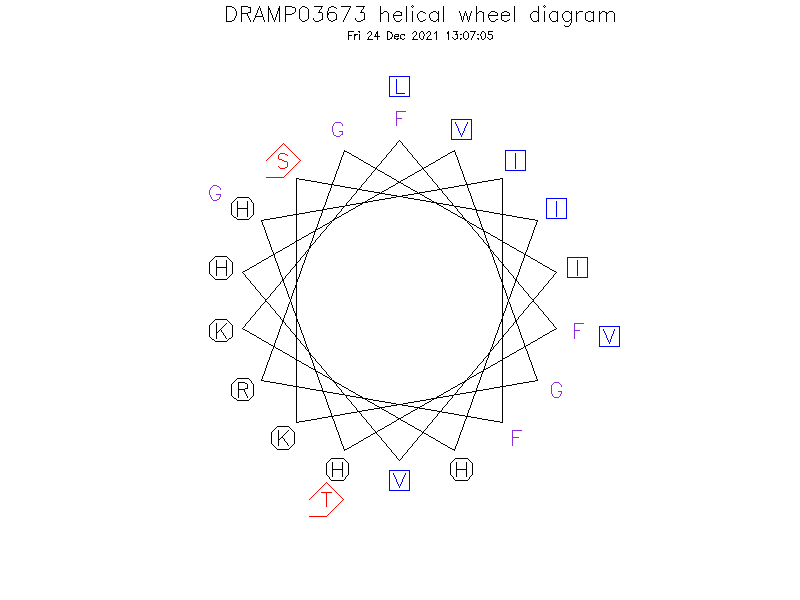 DRAMP03673 helical wheel diagram
Fri 24 Dec 2021 13:07:05
L
F
G
V
S
I
G
H
I
H
I
K
F
V
R
G
K
F
H
V
H
T